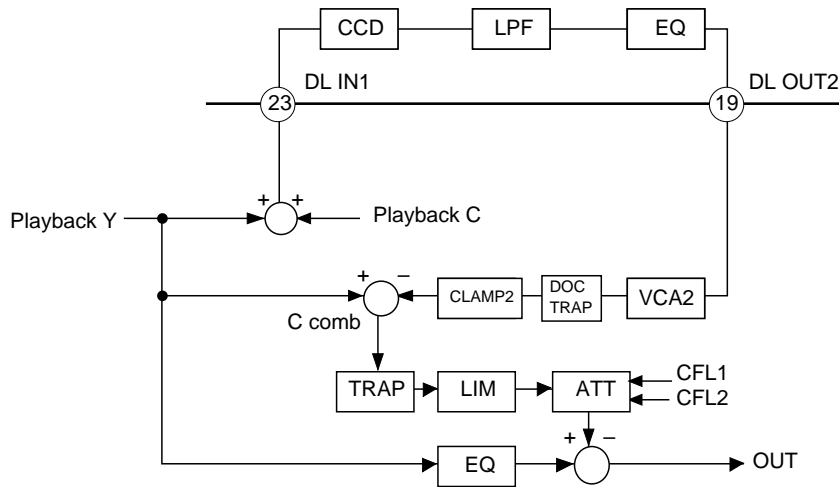 CCD LPF EQ
DL IN1 DL OUT2
23 19
+ +
Playback Y Playback C
+ −
CLAMP2 DOC TRAP VCA2
C comb
TRAP LIM ATT CFL1
CFL2
+ −
EQ OUT